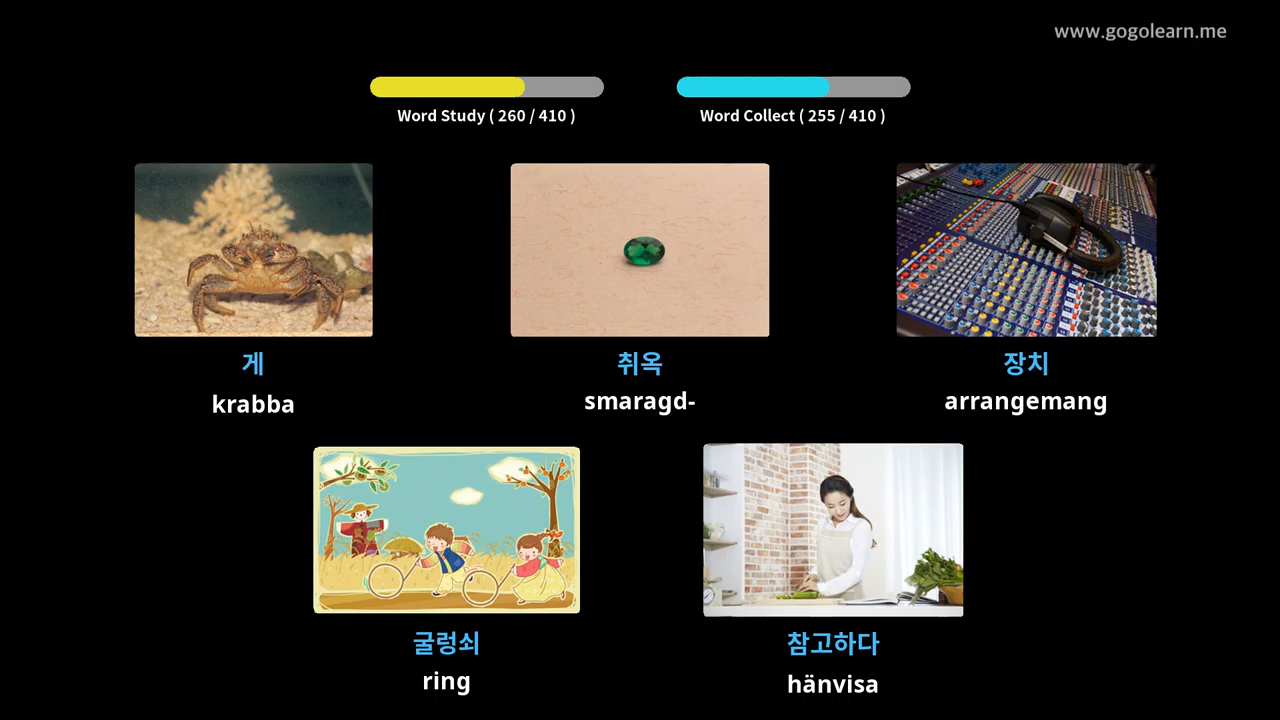 www.gogolearn.me
Word Study ( 260 / 410 )
Word Collect ( 255 / 410 )
게
krabba
취옥
smaragd-
장치
arrangemang
굴렁쇠
ring
참고하다
hänvisa